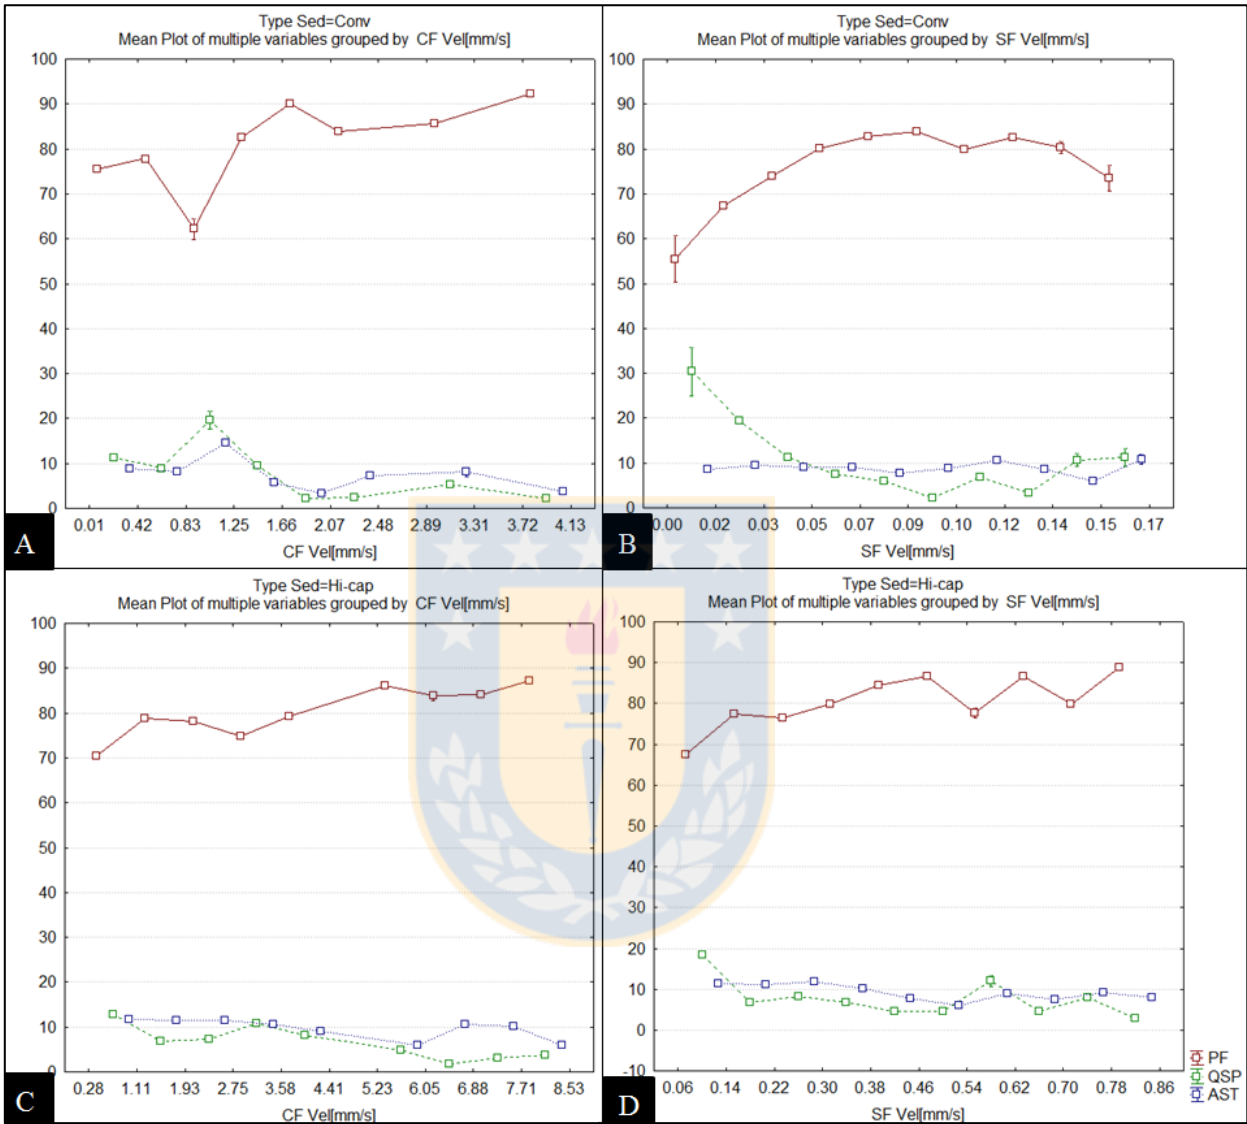 Type Sed=Conv
Mean Plot of multiple variables grouped by CF Vel[mm/s]
100
90
80
70
60
50
40
30
20
10
0
0.01 0.42 0.83 1.25 1.66 2.07 2.48 2.89 3.31 3.72 4.13
CF Vel[mm/s]
A
Type Sed=Conv
Mean Plot of multiple variables grouped by SF Vel[mm/s]
100
90
80
70
60
50
40
30
20
10
0
0.00 0.02 0.03 0.05 0.07 0.09 0.10 0.12 0.14 0.15 0.17
SF Vel[mm/s]
B
Type Sed=Hi-cap
Mean Plot of multiple variables grouped by CF Vel[mm/s]
100
90
80
70
60
50
40
30
20
10
0
0.28 1.11 1.93 2.75 3.58 4.41 5.23 6.05 6.88 7.71 8.53
CF Vel[mm/s]
C
Type Sed=Hi-cap
Mean Plot of multiple variables grouped by SF Vel[mm/s]
100
90
80
70
60
50
40
30
20
10
0
-10
0.06 0.14 0.22 0.30 0.38 0.46 0.54 0.62 0.70 0.78 0.86
SF Vel[mm/s]
D
PF
QSP
AST